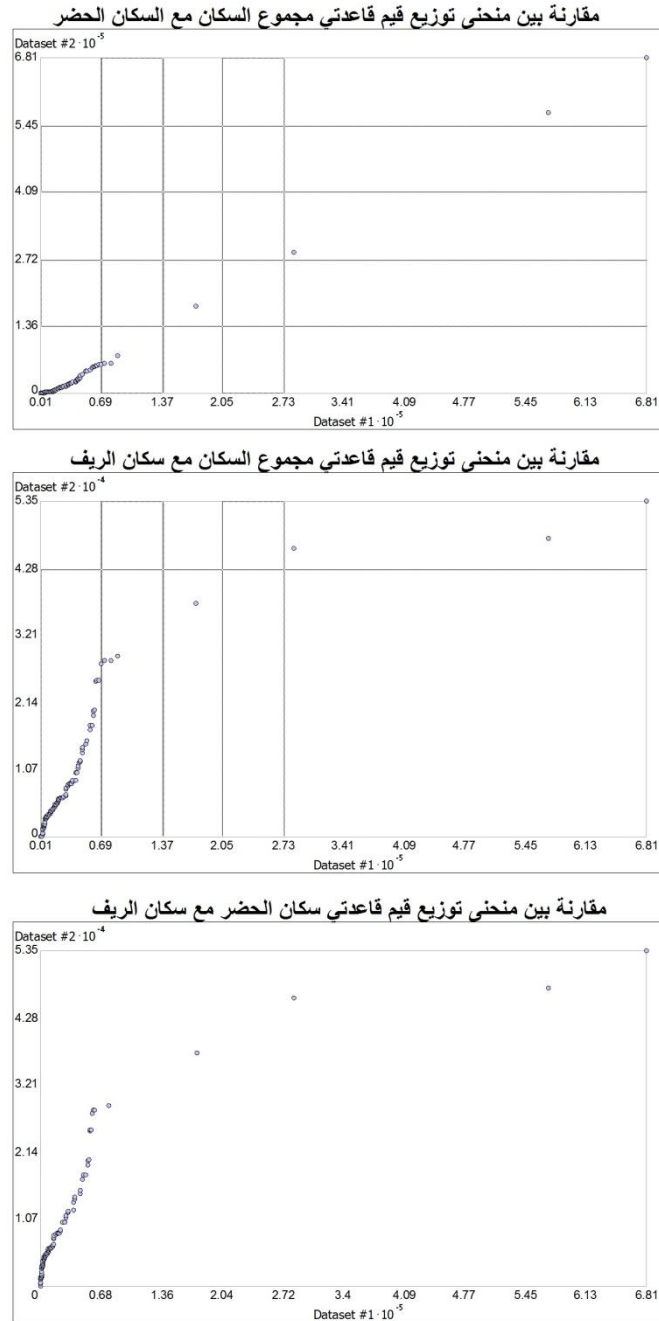 مقارنة بين منحنى توزيع قيم قاعدتي مجموع السكان مع السكان الحضر
Dataset #2 · 10⁻⁵
6.81
5.45
4.09
2.72
1.36
0
0.01 0.69 1.37 2.05 2.73 3.41 4.09 4.77 5.45 6.13 6.81
Dataset #1 · 10⁻⁵
مقارنة بين منحنى توزيع قيم قاعدتي مجموع السكان مع سكان الريف
Dataset #2 · 10⁻⁴
5.35
4.28
3.21
2.14
1.07
0
0.01 0.69 1.37 2.05 2.73 3.41 4.09 4.77 5.45 6.13 6.81
Dataset #1 · 10⁻⁵
مقارنة بين منحنى توزيع قيم قاعدتي سكان الحضر مع سكان الريف
Dataset #2 · 10⁻⁴
5.35
4.28
3.21
2.14
1.07
0 0.68 1.36 2.04 2.72 3.4 4.09 4.77 5.45 6.13 6.81
Dataset #1 · 10⁻⁵